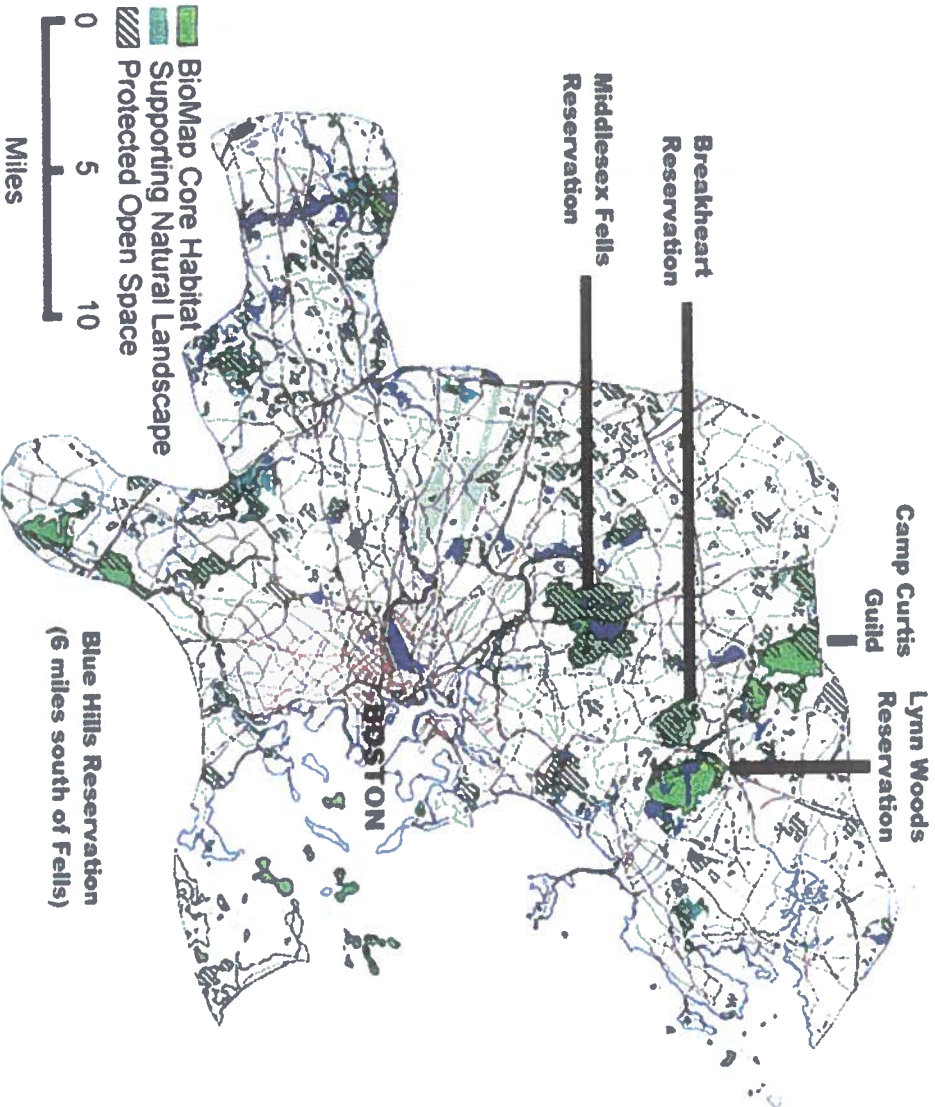 Camp Curtis
Guild
Lynn Woods
Reservation
Breakheart
Reservation
Middlesex Fells
Reservation
BOSTON
BioMap Core Habitat
Supporting Natural Landscape
Protected Open Space
0 5 10
Miles
Blue Hills Reservation
(6 miles south of Fells)